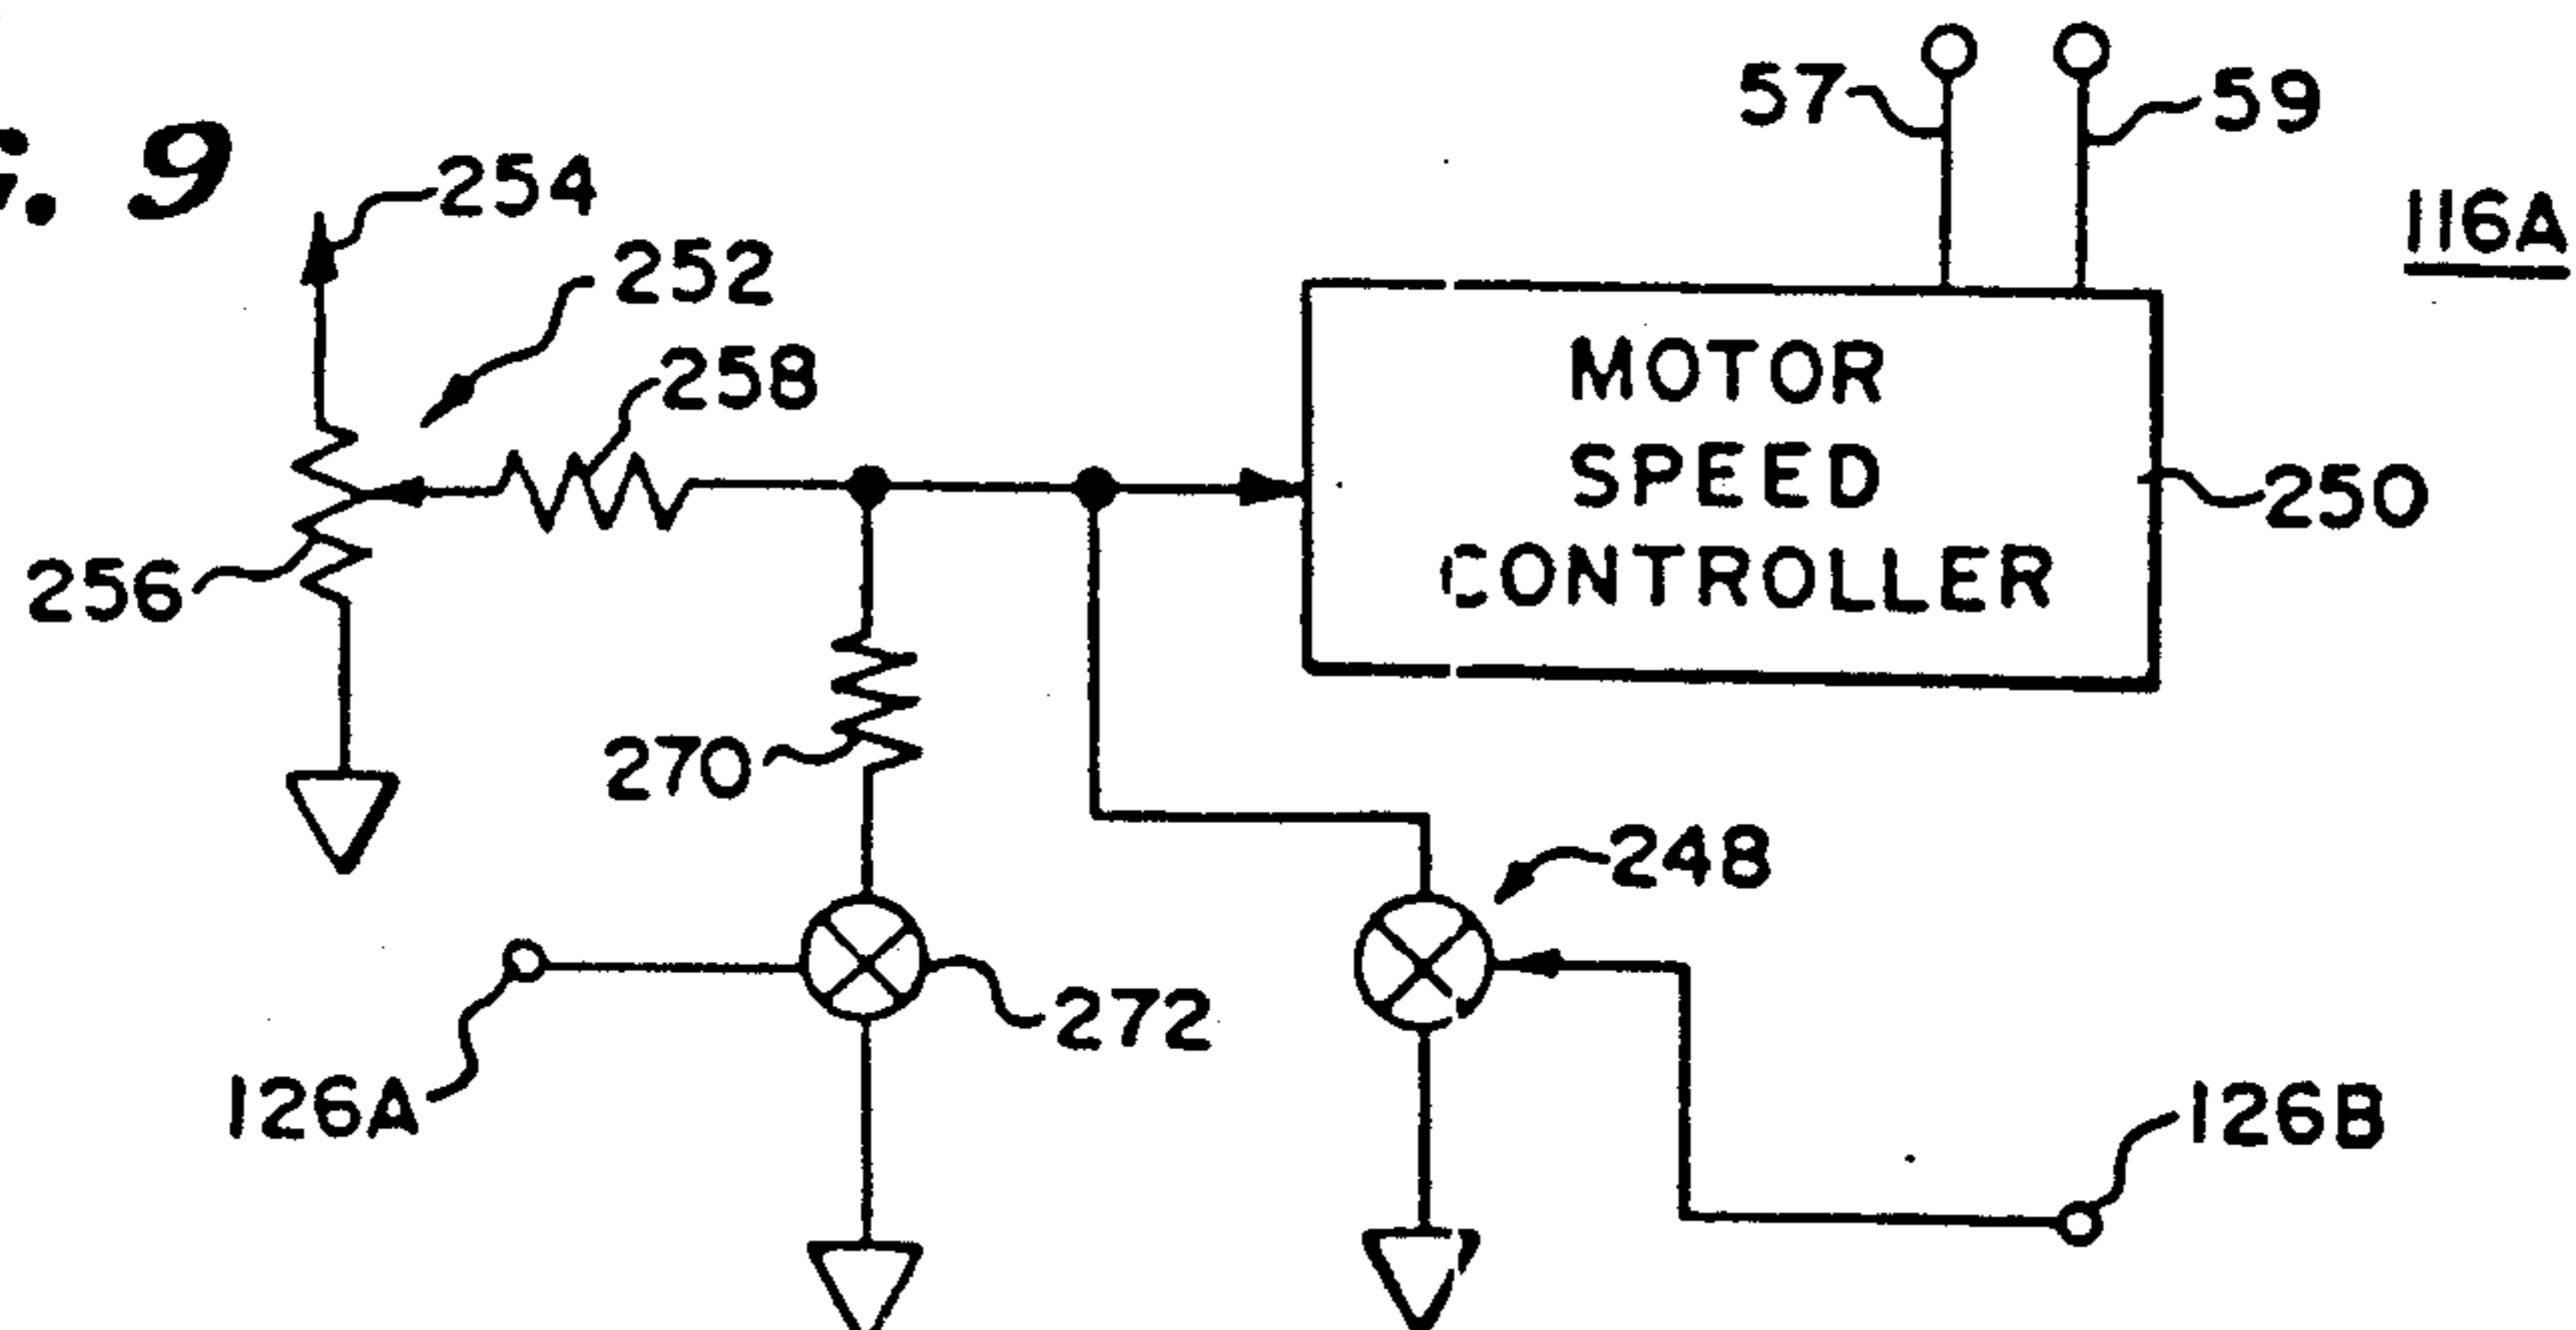 G. 9
57
59
254
116A
252
258
MOTOR
SPEED
CONTROLLER
250
256
270
248
272
126A
126B